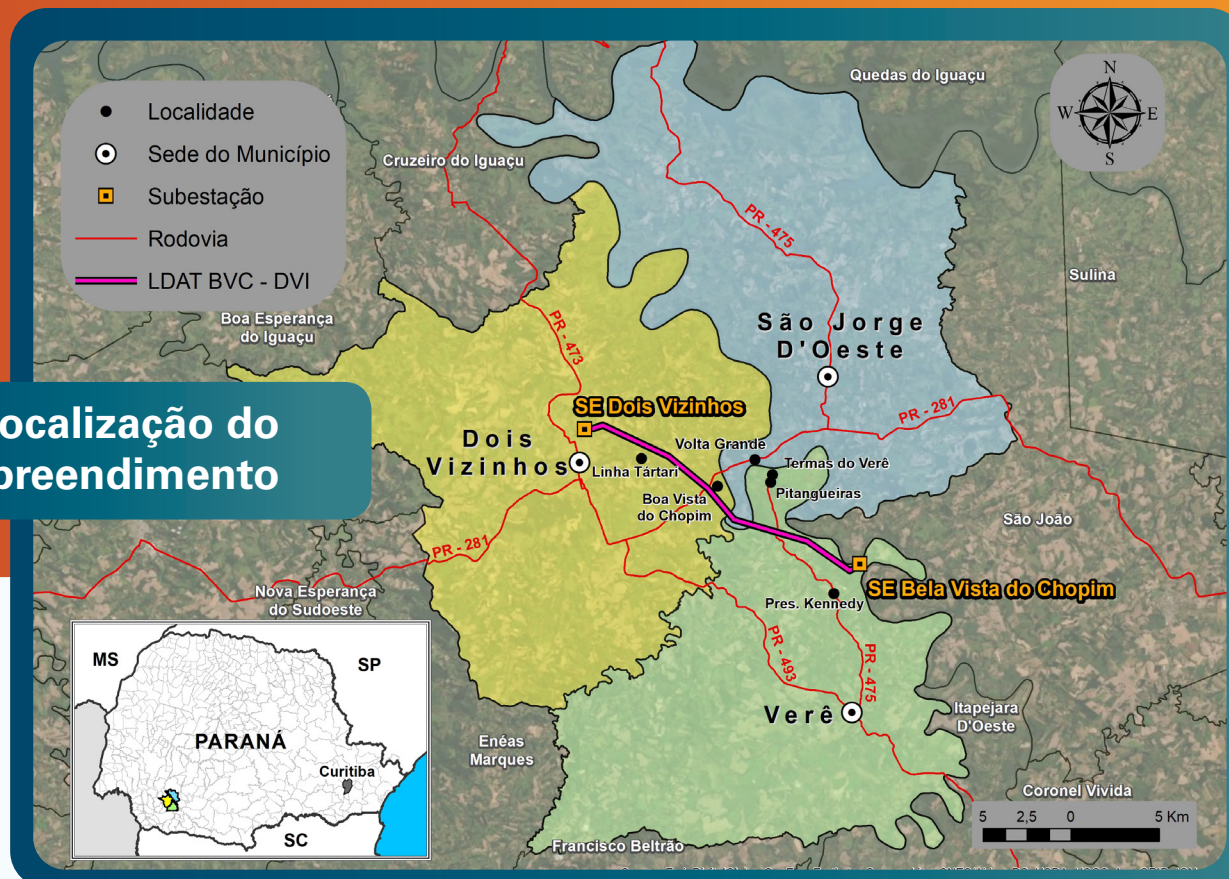 Localidade
Sede do Município
Subestação
Rodovia
LDAT BVC - DVI
Quedas do Iguaçu
N
W
E
S
Cruzeiro do Iguaçu
PR - 475
Sulina
Boa Esperança
do Iguaçu
PR - 473
São Jorge
D'Oeste
ocalização do
preendimento
SE Dois Vizinhos
PR - 281
Dois
Vizinhos
Volta Grande
Linha Tártari
Termas do Verê
Pitangueiras
Boa Vista
do Chopim
São João
PR - 281
Nova Esperança
do Sudoeste
SE Bela Vista do Chopim
Pres. Kennedy
PR - 493
PR - 475
Verê
Itapejara
D'Oeste
Enéas
Marques
Coronel Vivida
Francisco Beltrão
MS
SP
PARANÁ
Curitiba
SC
5 2,5 0 5 Km